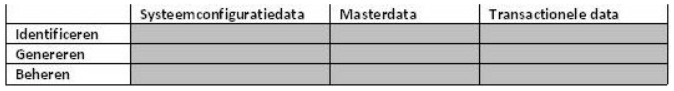 Systeemconfiguratiedata Masterdata Transactionele data
Identificeren
Genereren
Beheren